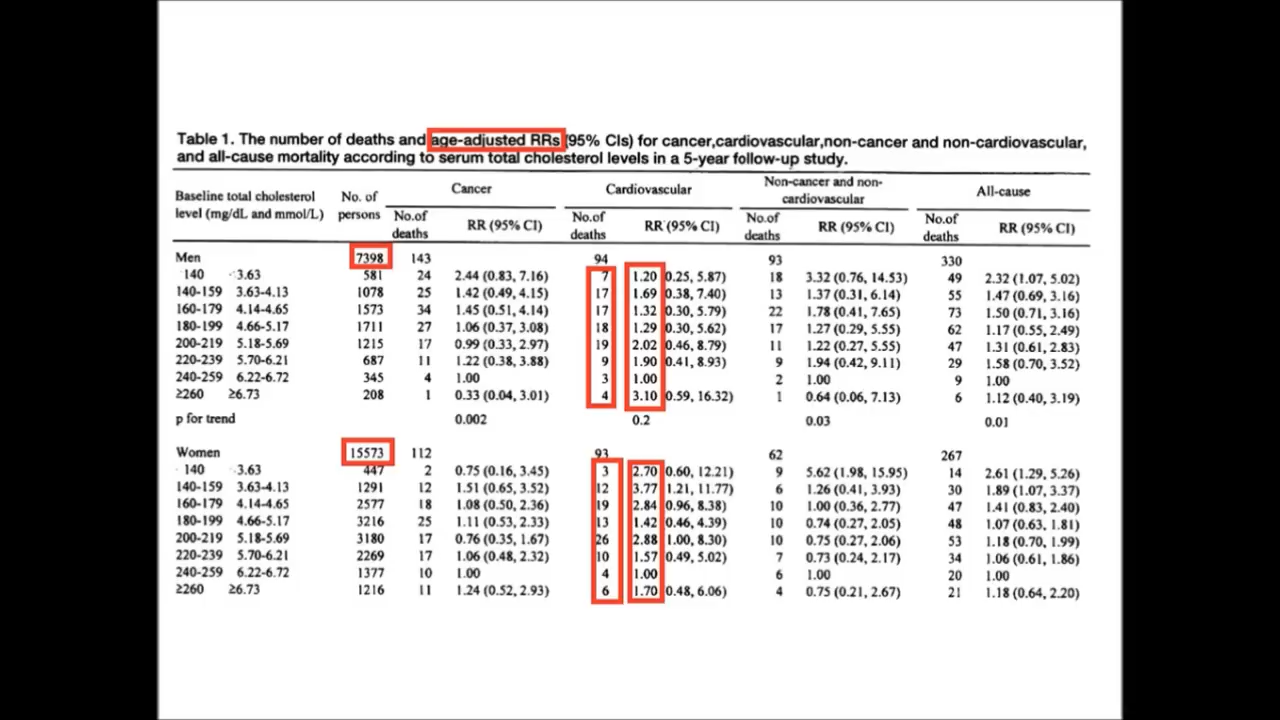 Table 1. The number of deaths and age-adjusted RRs (95% CIs) for cancer,cardiovascular,non-cancer and non-cardiovascular,
and all-cause mortality according to serum total cholesterol levels in a 5-year follow-up study.
Baseline total cholesterol level (mg/dL and mmol/L) No. of persons Cancer Cardiovascular Non-cancer and non-cardiovascular All-cause
No.of deaths RR (95% CI) No.of deaths RR (95% CI) No.of deaths RR (95% CI) No.of deaths RR (95% CI)
Men 7398 143 94 93 330
140 <3.63 581 24 2.44 (0.83, 7.16) 7 1.20 (0.25, 5.87) 18 3.32 (0.76, 14.53) 49 2.32 (1.07, 5.02)
140-159 3.63-4.13 1078 25 1.42 (0.49, 4.15) 17 1.69 (0.38, 7.40) 13 1.37 (0.31, 6.14) 55 1.47 (0.69, 3.16)
160-179 4.14-4.65 1573 34 1.45 (0.51, 4.14) 17 1.32 (0.30, 5.79) 22 1.78 (0.41, 7.65) 73 1.50 (0.71, 3.16)
180-199 4.66-5.17 1711 27 1.06 (0.37, 3.08) 18 1.29 (0.30, 5.62) 17 1.27 (0.29, 5.55) 62 1.17 (0.55, 2.49)
200-219 5.18-5.69 1215 17 0.99 (0.33, 2.97) 19 2.02 (0.46, 8.79) 11 1.22 (0.27, 5.55) 47 1.31 (0.61, 2.83)
220-239 5.70-6.21 687 11 1.22 (0.38, 3.88) 9 1.90 (0.41, 8.93) 9 1.94 (0.42, 9.11) 29 1.58 (0.70, 3.52)
240-259 6.22-6.72 345 4 1.00 3 1.00 2 1.00 9 1.00
≥260 ≥6.73 208 1 0.33 (0.04, 3.01) 4 3.10 (0.59, 16.32) 1 0.64 (0.06, 7.13) 6 1.12 (0.40, 3.19)
p for trend 0.002 0.2 0.03 0.01
Women 15573 112 93 62 267
140 3.63 447 2 0.75 (0.16, 3.45) 3 2.70 (0.60, 12.21) 9 5.62 (1.98, 15.95) 14 2.61 (1.29, 5.26)
140-159 3.63-4.13 1291 12 1.51 (0.65, 3.52) 12 3.77 (1.21, 11.77) 6 1.26 (0.41, 3.93) 30 1.89 (1.07, 3.37)
160-179 4.14-4.65 2577 18 1.08 (0.50, 2.36) 19 2.84 (0.96, 8.38) 10 1.00 (0.36, 2.77) 47 1.41 (0.83, 2.40)
180-199 4.66-5.17 3216 25 1.11 (0.53, 2.33) 13 1.42 (0.46, 4.39) 10 0.74 (0.27, 2.05) 48 1.07 (0.63, 1.81)
200-219 5.18-5.69 3180 17 0.76 (0.35, 1.67) 26 2.88 (1.00, 8.30) 10 0.75 (0.27, 2.06) 53 1.18 (0.70, 1.99)
220-239 5.70-6.21 2269 17 1.06 (0.48, 2.32) 10 1.57 (0.49, 5.02) 7 0.73 (0.24, 2.17) 34 1.06 (0.61, 1.86)
240-259 6.22-6.72 1377 10 1.00 4 1.00 6 1.00 20 1.00
≥260 ≥6.73 1216 11 1.24 (0.52, 2.93) 6 1.70 (0.48, 6.06) 4 0.75 (0.21, 2.67) 21 1.18 (0.64, 2.20)